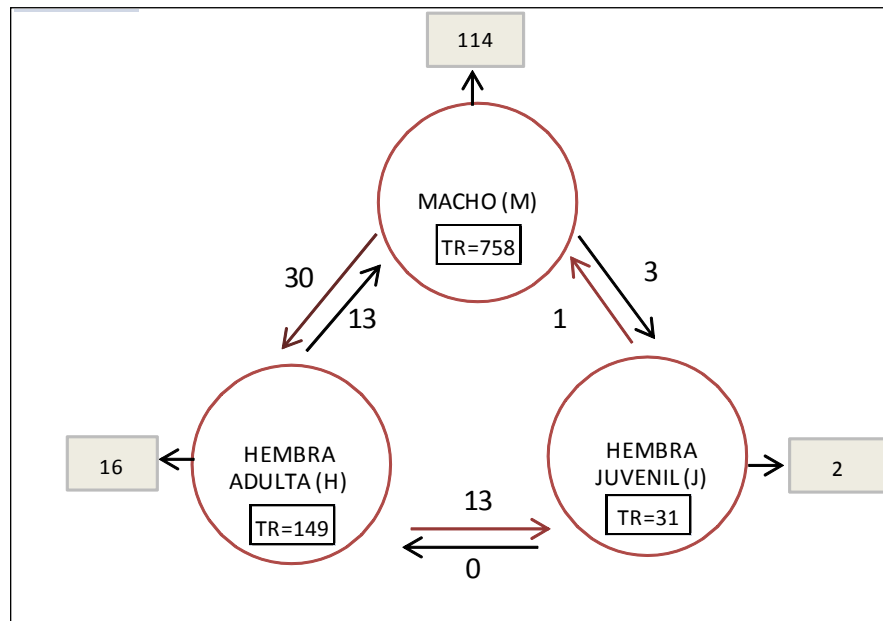 114
MACHO (M)
TR=758
30
13
3
1
HEMBRA
ADULTA (H)
TR=149
16
HEMBRA
JUVENIL (J)
TR=31
2
13
0